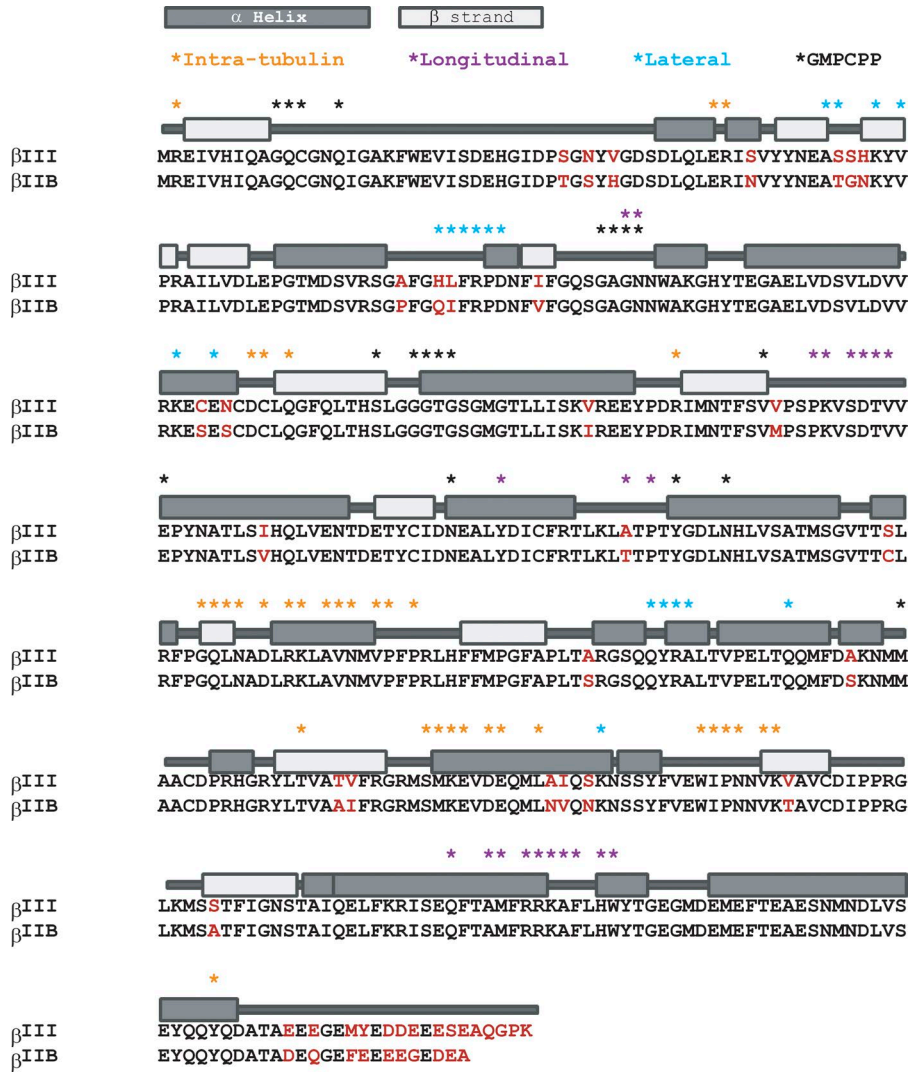 α Helix β strand
*Intra-tubulin *Longitudinal *Lateral *GMPCPP
* **** * ** ** * *
βIII MREIVHIQAGQCGNQIGAKFWEVISDEHGIDPSGNYVGDSDLQLERISVYYNEASSHKYV
βIIB MREIVHIQAGQCGNQIGAKFWEVISDEHGIDPTGSYHGDSDLQLERINVYYNEATGNKYV
**
****** ****
βIII PRAILVDLEPGTMDSVRSGAFGHLFRPDNFIFGQSGAGNNWAKGHYTEGAELVDSVLDVV
βIIB PRAILVDLEPGTMDSVRSGPFGQIFRPDNFVFGQSGAGNNWAKGHYTEGAELVDSVLDVV
* * ** * * **** * * ** ****
βIII RKECENCDCLQGFQLTHSLGGGTGSGMGTLLISKVREEYPDRIMNTFSVVPSPKVSDTVV
βIIB RKESESCDCLQGFQLTHSLGGGTGSGMGTLLISKIREEYPDRIMNTFSVMPSPKVSDTVV
* * * * * * *
βIII EPYNATLSIHQLVENTDETYCIDNEALYDICFRTLKLATPTYGDLNHLVSATMSGVTTSL
βIIB EPYNATLSVHQLVENTDETYCIDNEALYDICFRTLKLTTPTYGDLNHLVSATMSGVTTCL
**** * ** *** ** * **** * *
βIII RFPGQLNADLRKLAVNMVPFPRLHFFMPGFAPLTARGSQQYRALTVPELTQQMFDAKNMM
βIIB RFPGQLNADLRKLAVNMVPFPRLHFFMPGFAPLTSRGSQQYRALTVPELTQQMFDSKNMM
* **** ** * * **** **
βIII AACDPRHGRYLTVATVFRGRMSMKEVDEQMLAIQSKNSSYFVEWIPNNVKVAVCDIPPRG
βIIB AACDPRHGRYLTVAAIFRGRMSMKEVDEQMLNVQNKNSSYFVEWIPNNVKTAVCDIPPRG
* ** ***** **
βIII LKMSSTFIGNSTAIQELFKRISEQFTAMFRRKAFLHWYTGEGMDEMEFTEAESNMNDLVS
βIIB LKMSATFIGNSTAIQELFKRISEQFTAMFRRKAFLHWYTGEGMDEMEFTEAESNMNDLVS
*
βIII EYQQYQDATAEEEGEMYEDDEEESEAQGPK
βIIB EYQQYQDATADEQGEFEEEEGEDEA